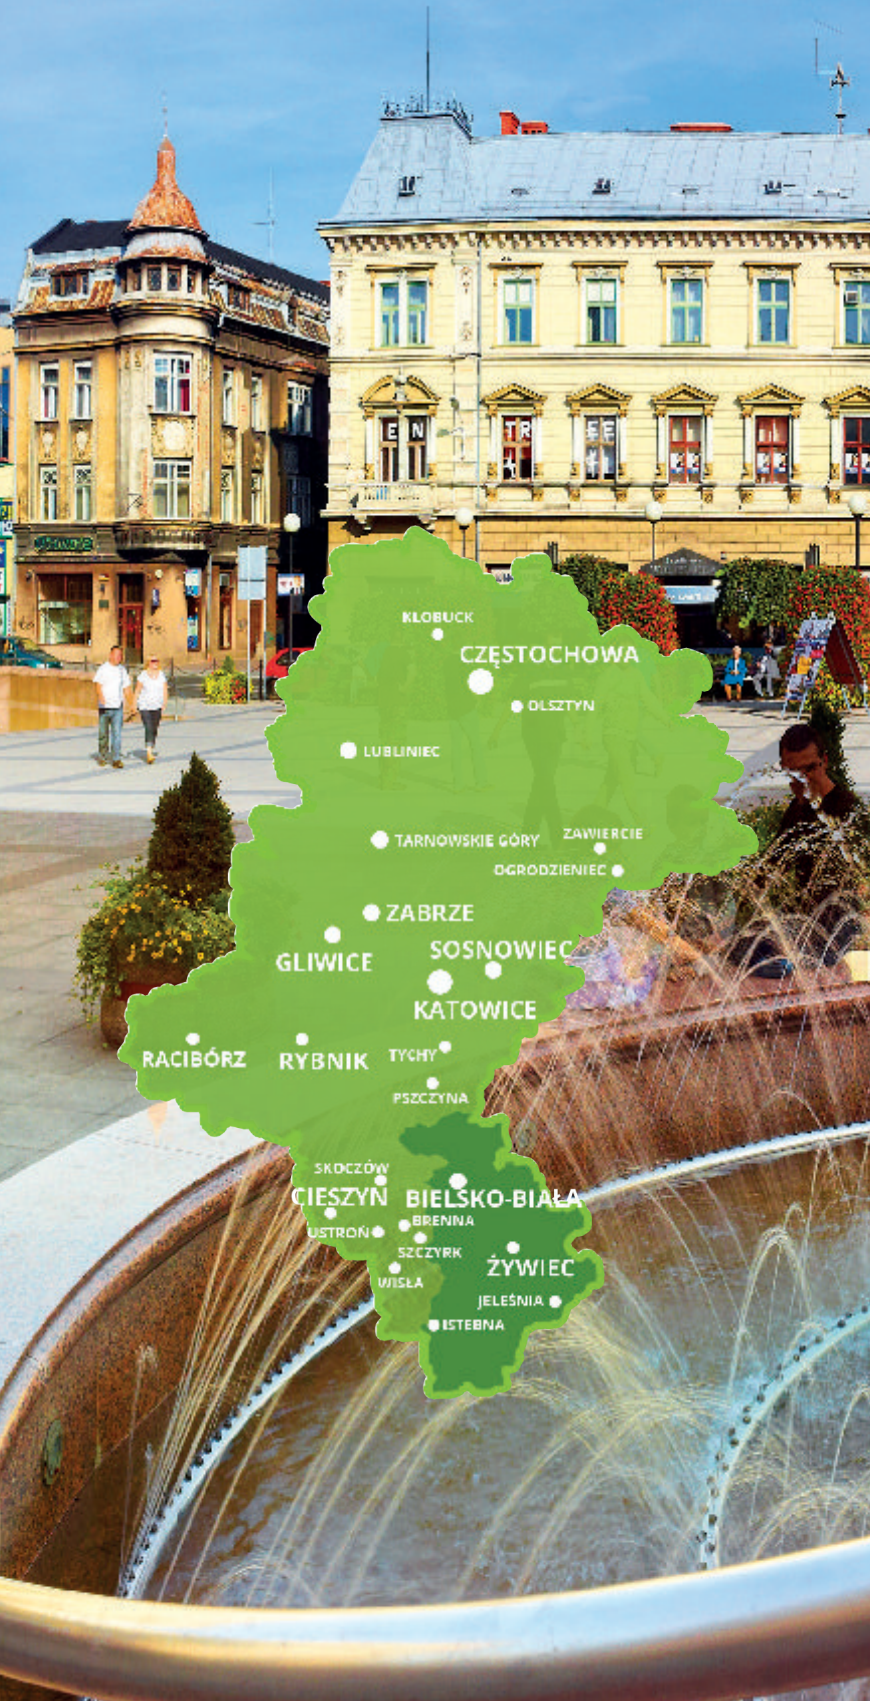 KŁOBUCK
CZĘSTOCHOWA
OLSZTYN
LUBLINIEC
TARNOWSKIE GÓRY
ZAWIERCIE
OGRODZIENIEC
ZABRZE
GLIWICE
SOSNOWIEC
KATOWICE
RACIBÓRZ
RYBNIK
TYCHY
PSZCZYNA
SKOCZÓW
CIESZYN
BIELSKO-BIAŁA
BRENNA
USTROŃ
SZCZYRK
ŻYWIEC
WISŁA
JELEŚNIA
ISTEBNA